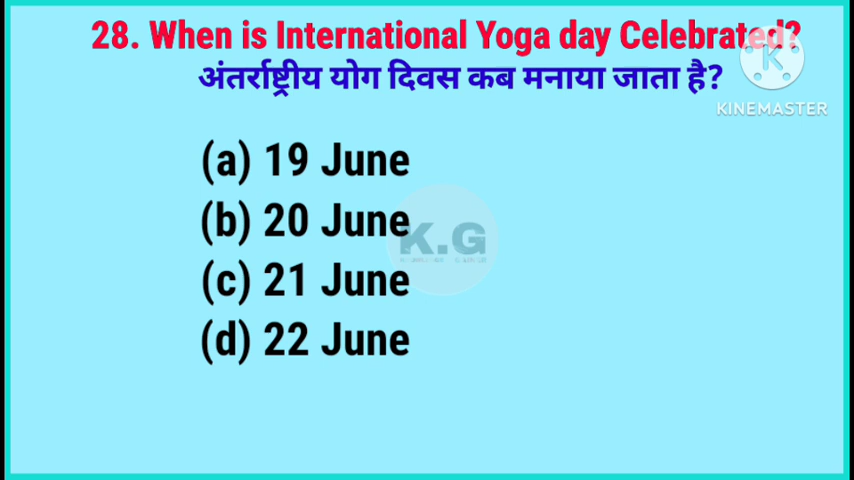 28. When is International Yoga day Celebrated?
अंतर्राष्ट्रीय योग दिवस कब मनाया जाता है?
KINEMASTER
(a) 19 June
(b) 20 June
K.G
(c) 21 June
(d) 22 June